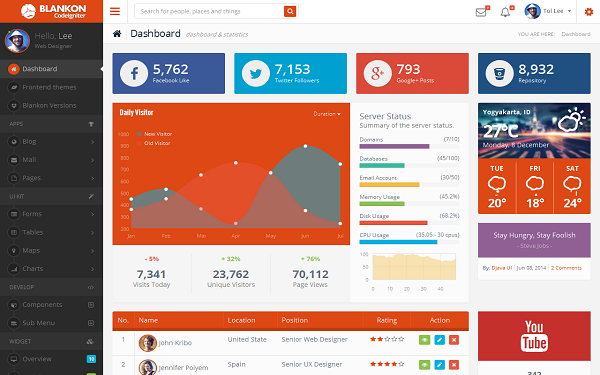 BLANKON
CodeIgniter
Search for people, places and things
Tol Lee
Hello, Lee
Web Designer
Dashboard
dashboard & statistics
YOU ARE HERE:
Dashboard
Dashboard
Frontend themes
Blankon Versions
APPS
Blog
Mail
Pages
UI KIT
Forms
Tables
Maps
Charts
DEVELOP
Components
Sub Menu
WIDGET
Overview
5,762
Facebook Like
7,153
Twitter Followers
793
Google+ Posts
8,932
Repository
Daily Visitor
Duration
New Visitor
Old Visitor
1000
900
800
700
600
500
400
300
200
Jan
Feb
Mar
Apr
May
Jun
Jul
- 5%
7,341
Visits Today
+ 32%
23,762
Unique Visitors
+ 76%
70,112
Page Views
Server Status
Summary of the server status.
Domains (7/10)
Databases (45/100)
Email Account (30/50)
Memory Usage (45.2%)
Disk Usage (68.2%)
CPU Usage (35.05 - 30 cpus)
100
50
0
0
10
20
30
40
Yogyakarta, ID
27°C
Monday, 8 December
TUE
20°
FRI
18°
SAT
24°
Stay Hungry, Stay Foolish
- Steve Jobs -
By: Djava UI | Jun 08, 2014 | 2 Comments
No. Name Location Position Rating Action
1 John Kribo United State Senior Web Designer
2 Jennifer Poiyem Spain Senior UX Designer
You
Tube
342